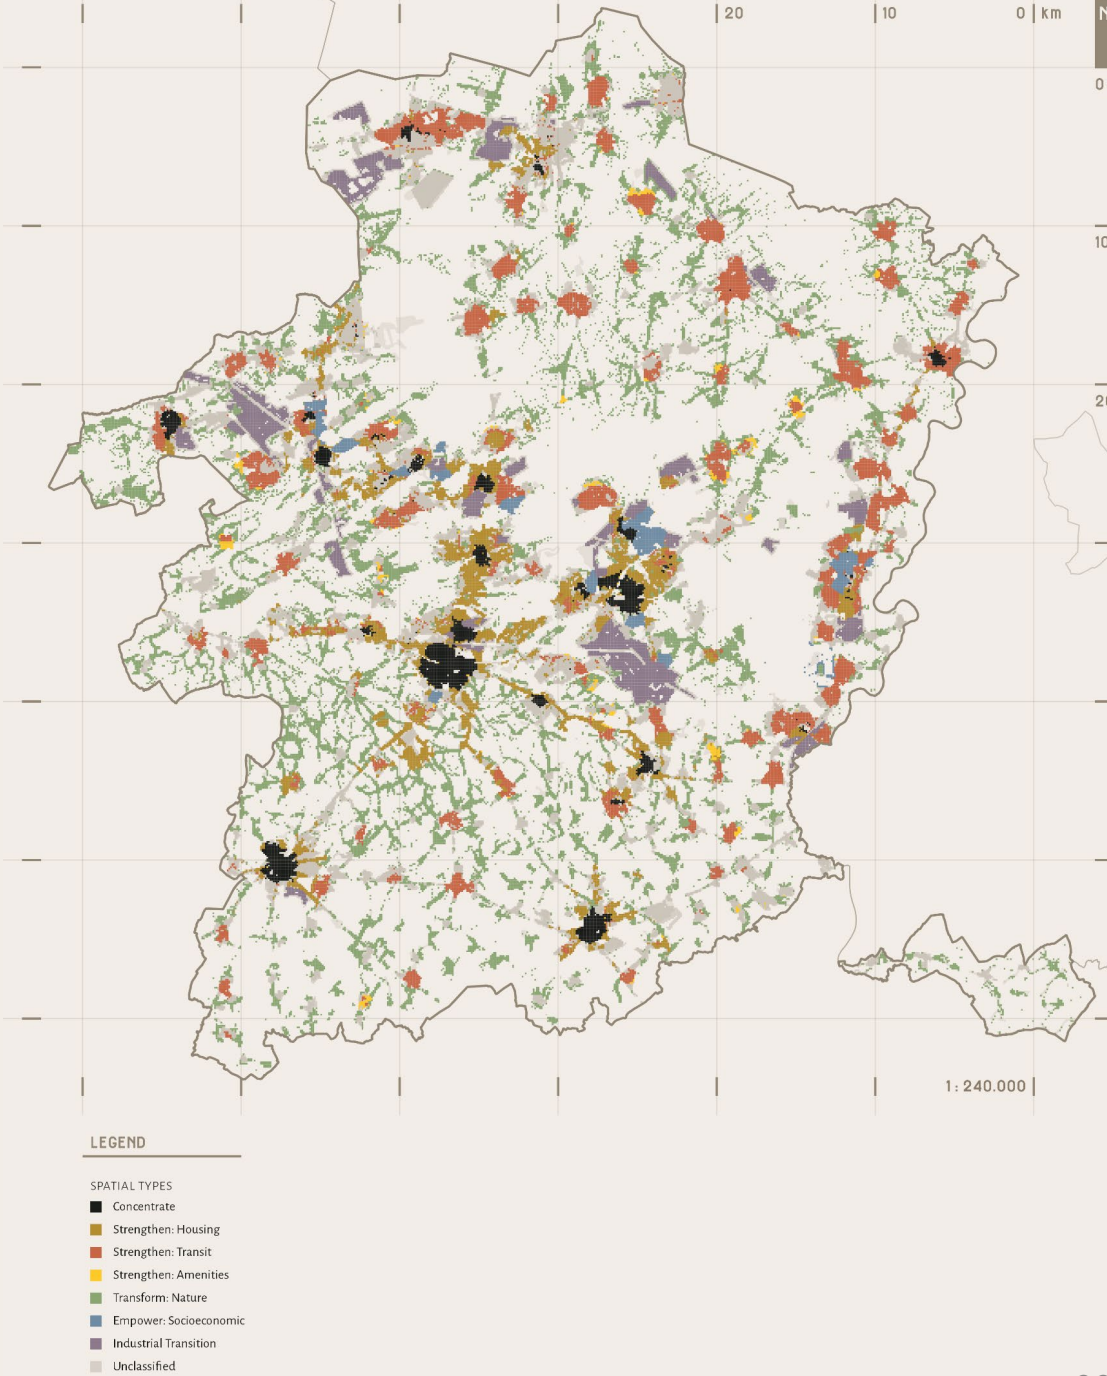 20
10
0 km
N
0
10
20
1:240.000
LEGEND
SPATIAL TYPES
Concentrate
Strengthen: Housing
Strengthen: Transit
Strengthen: Amenities
Transform: Nature
Empower: Socioeconomic
Industrial Transition
Unclassified